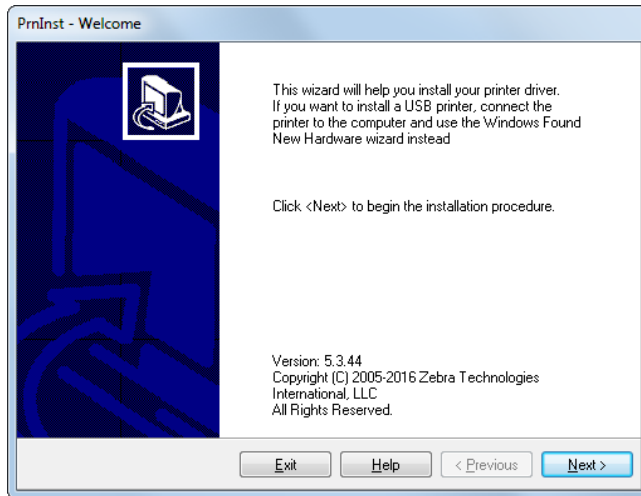 PrnInst - Welcome
This wizard will help you install your printer driver.
If you want to install a USB printer, connect the
printer to the computer and use the Windows Found
New Hardware wizard instead
Click <Next> to begin the installation procedure.
Version: 5.3.44
Copyright (C) 2005-2016 Zebra Technologies
International, LLC
All Rights Reserved.
Exit
Help
< Previous
Next >